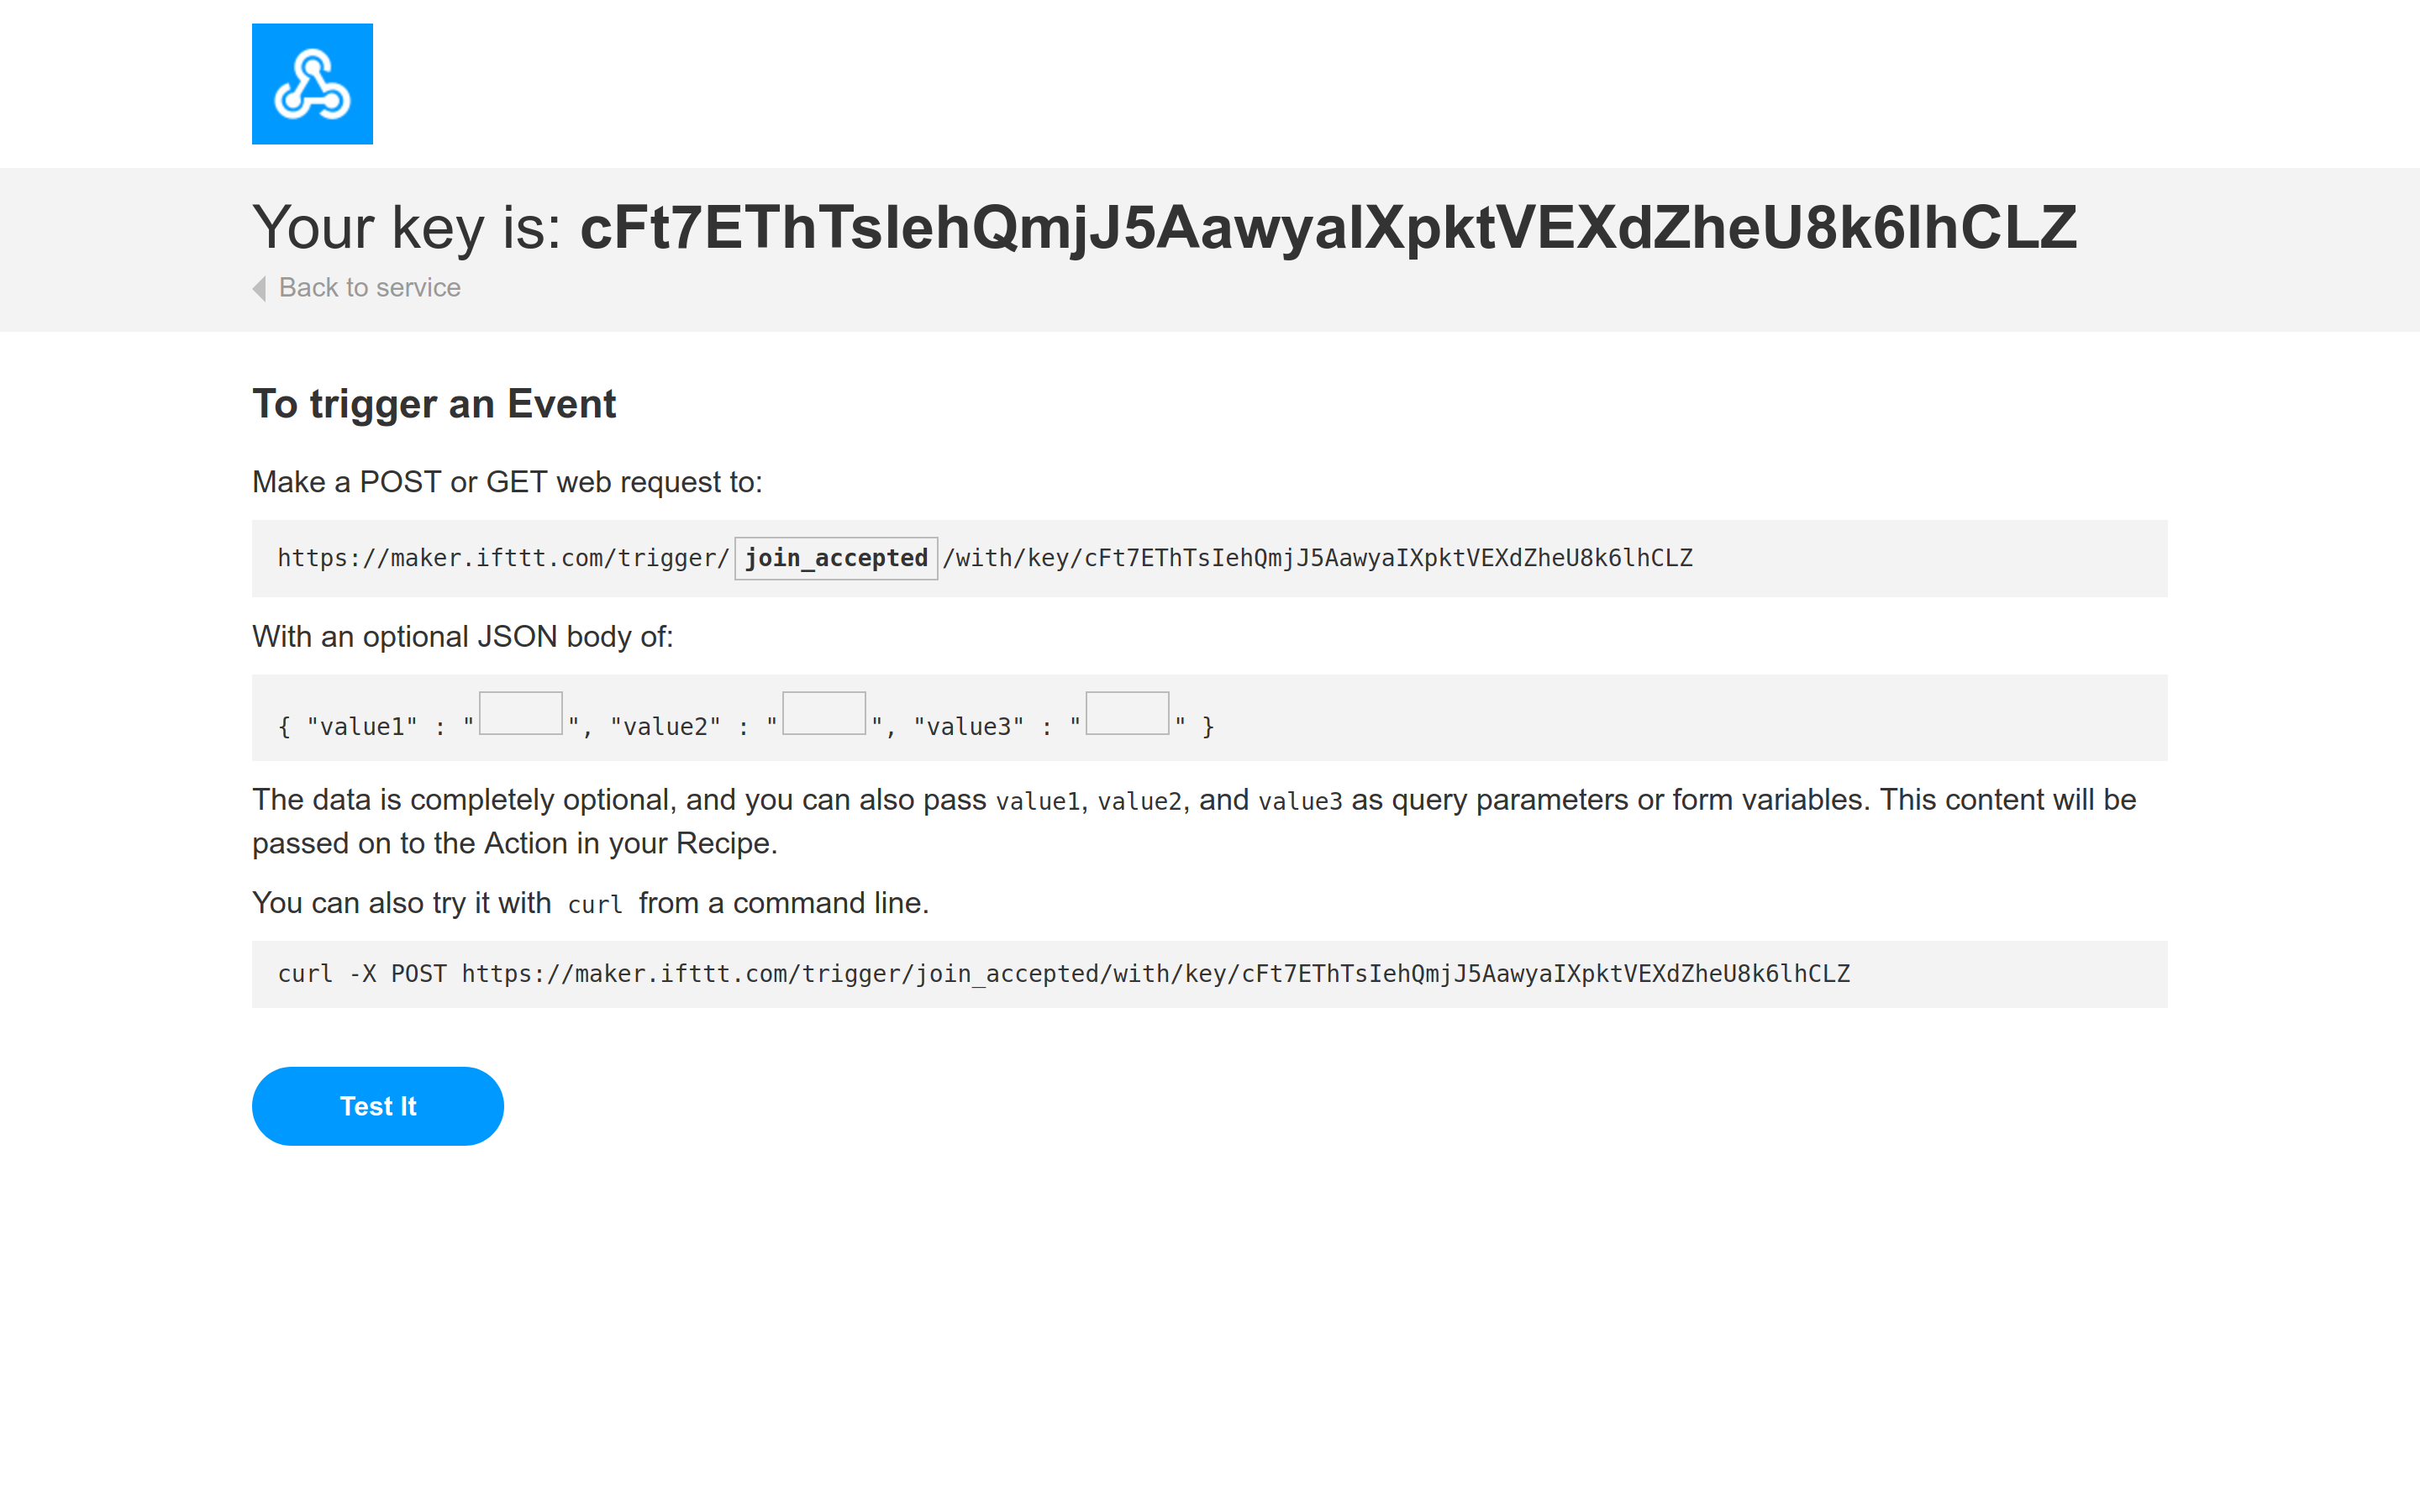 Your key is: cFt7EThTsIehQmjJ5AawyaIXpktVEXdZheU8k6lhCLZ
Back to service
To trigger an Event
Make a POST or GET web request to:
https://maker.ifttt.com/trigger/ join_accepted /with/key/cFt7EThTsIehQmjJ5AawyaIXpktVEXdZheU8k6lhCLZ
With an optional JSON body of:
{ "value1" : " ", "value2" : " ", "value3" : " " }
The data is completely optional, and you can also pass value1, value2, and value3 as query parameters or form variables. This content will be
passed on to the Action in your Recipe.
You can also try it with curl from a command line.
curl -X POST https://maker.ifttt.com/trigger/join_accepted/with/key/cFt7EThTsIehQmjJ5AawyaIXpktVEXdZheU8k6lhCLZ
Test It